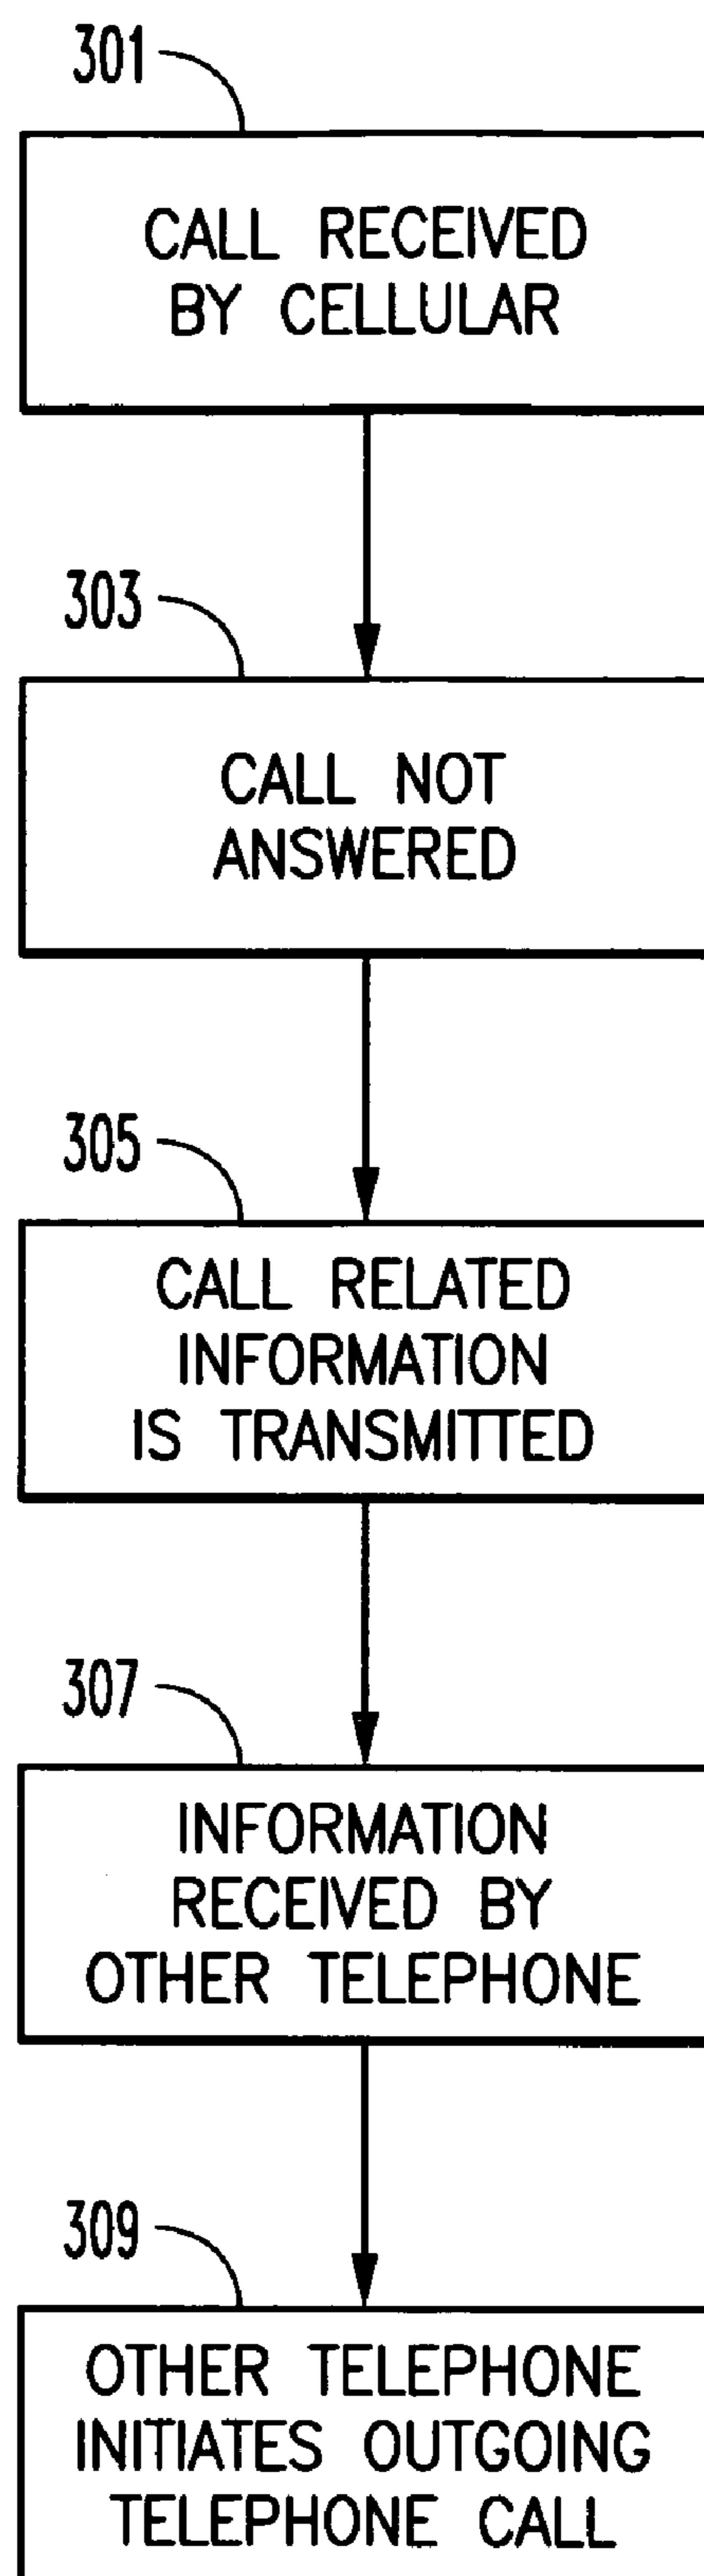 301
CALL RECEIVED
BY CELLULAR
303
CALL NOT
ANSWERED
305
CALL RELATED
INFORMATION
IS TRANSMITTED
307
INFORMATION
RECEIVED BY
OTHER TELEPHONE
309
OTHER TELEPHONE
INITIATES OUTGOING
TELEPHONE CALL